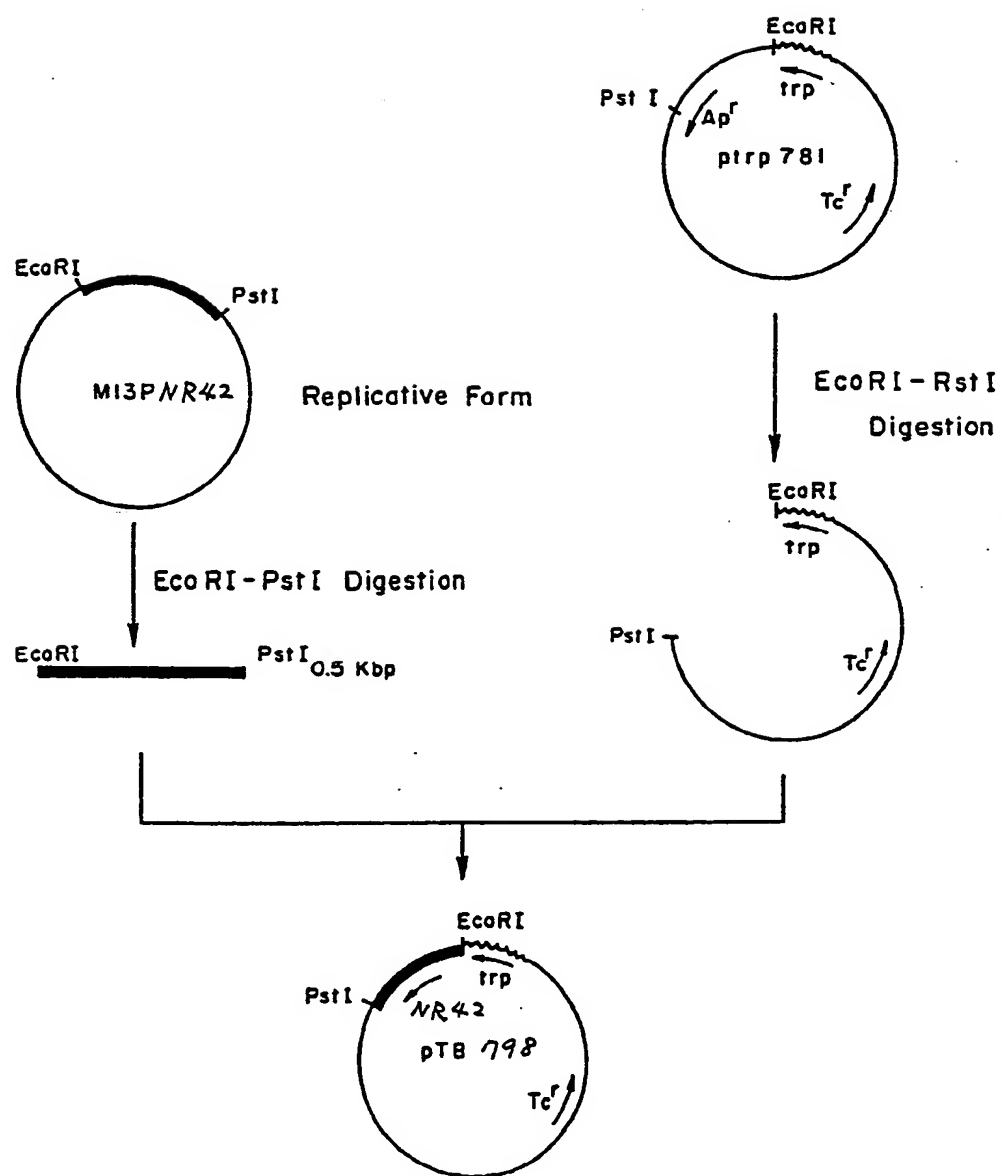 EcoRI
trp
Pst I
Apʳ
ptrp 781
Tcʳ
EcoRI
PstI
M13PNR42
Replicative Form
EcoRI-RstI
Digestion
EcoRI
trp
PstI
Tcʳ
EcoRI-PstI Digestion
EcoRI
PstI
0.5 Kbp
EcoRI
trp
PstI
NR42
pTB 798
Tcʳ